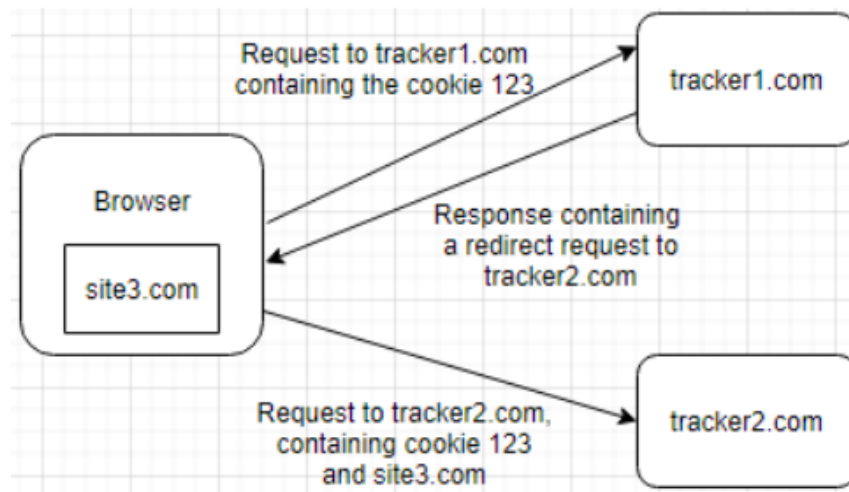 Request to tracker1.com
containing the cookie 123
tracker1.com
Browser
site3.com
Response containing
a redirect request to
tracker2.com
Request to tracker2.com,
containing cookie 123
and site3.com
tracker2.com